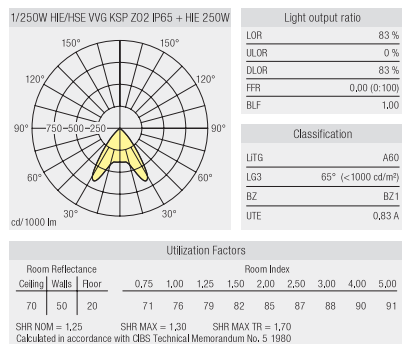 1/250W HIE/HSE VVG KSP ZO2 IP65 + HIE 250W
150° 150°
120° 120°
90° 750-500-250 90°
60° 60°
30° 30°
cd/1000 lm
Light output ratio
LOR 83 %
ULOR 0 %
DLOR 83 %
FFR 0,00 (0:100)
BLF 1,00
Classification
LiTG A60
LG3 65° (<1000 cd/m²)
BZ BZ1
UTE 0,83 A
Utilization Factors
Room Reflectance Room Index
Ceiling Walls Floor 0,75 1,00 1,25 1,50 2,00 2,50 3,00 4,00 5,00
70 50 20 71 76 79 82 85 87 88 90 91
SHR NOM = 1,25 SHR MAX = 1,30 SHR MAX TR = 1,70
Calculated in accordance with CIBS Technical Memorandum No. 5 1980